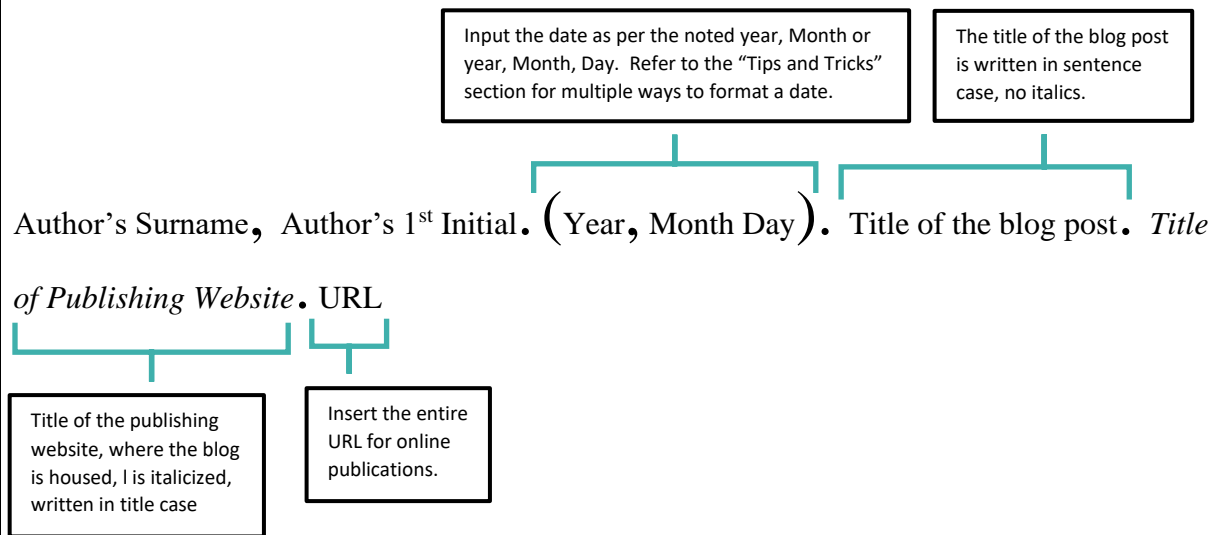 Input the date as per the noted year, Month or
year, Month, Day.  Refer to the “Tips and Tricks”
section for multiple ways to format a date.
The title of the blog post
is written in sentence
case, no italics.
Author’s Surname, Author’s 1st Initial. (Year, Month Day). Title of the blog post. Title
of Publishing Website. URL
Title of the publishing
website, where the blog
is housed, l is italicized,
written in title case
Insert the entire
URL for online
publications.